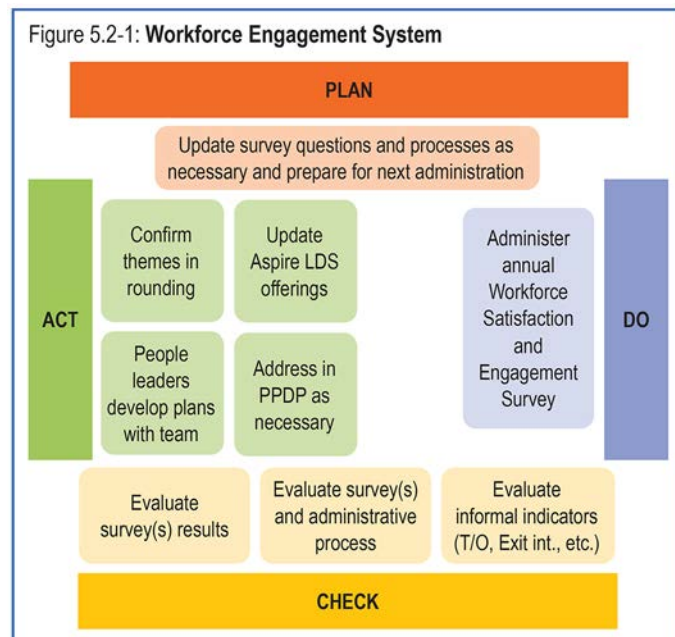 Figure 5.2-1: Workforce Engagement System
PLAN
Update survey questions and processes as
necessary and prepare for next administration
ACT
Confirm
themes in
rounding
Update
Aspire LDS
offerings
People
leaders
develop plans
with team
Address in
PPDP as
necessary
Administer
annual
Workforce
Satisfaction
and
Engagement
Survey
DO
Evaluate
survey(s) results
Evaluate survey(s)
and administrative
process
Evaluate
informal indicators
(T/O, Exit int., etc.)
CHECK